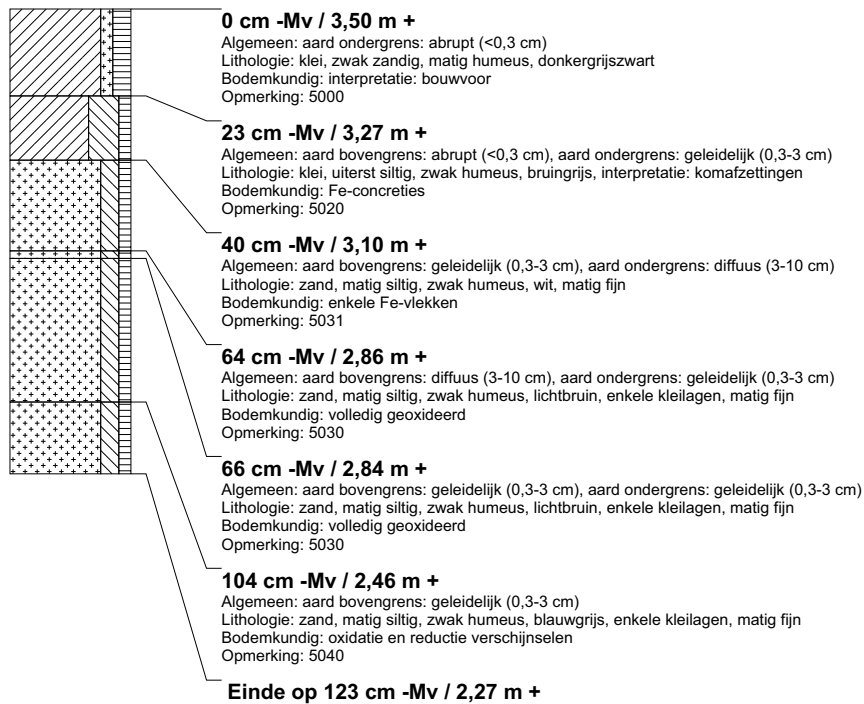 0 cm -Mv / 3,50 m +
Algemeen: aard ondergrens: abrupt (<0,3 cm)
Lithologie: klei, zwak zandig, matig humeus, donkergrijszwart
Bodemkundig: interpretatie: bouwvoor
Opmerking: 5000
23 cm -Mv / 3,27 m +
Algemeen: aard bovengrens: abrupt (<0,3 cm), aard ondergrens: geleidelijk (0,3-3 cm)
Lithologie: klei, uiterst siltig, zwak humeus, bruingrijs, interpretatie: komafzettingen
Bodemkundig: Fe-concreties
Opmerking: 5020
40 cm -Mv / 3,10 m +
Algemeen: aard bovengrens: geleidelijk (0,3-3 cm), aard ondergrens: diffuus (3-10 cm)
Lithologie: zand, matig siltig, zwak humeus, wit, matig fijn
Bodemkundig: enkele Fe-vlekken
Opmerking: 5031
64 cm -Mv / 2,86 m +
Algemeen: aard bovengrens: diffuus (3-10 cm), aard ondergrens: geleidelijk (0,3-3 cm)
Lithologie: zand, matig siltig, zwak humeus, lichtbruin, enkele kleilagen, matig fijn
Bodemkundig: volledig geoxideerd
Opmerking: 5030
66 cm -Mv / 2,84 m +
Algemeen: aard bovengrens: geleidelijk (0,3-3 cm), aard ondergrens: geleidelijk (0,3-3 cm)
Lithologie: zand, matig siltig, zwak humeus, lichtbruin, enkele kleilagen, matig fijn
Bodemkundig: volledig geoxideerd
Opmerking: 5030
104 cm -Mv / 2,46 m +
Algemeen: aard bovengrens: geleidelijk (0,3-3 cm)
Lithologie: zand, matig siltig, zwak humeus, blauwgrijs, enkele kleilagen, matig fijn
Bodemkundig: oxidatie en reductie verschijnselen
Opmerking: 5040
Einde op 123 cm -Mv / 2,27 m +